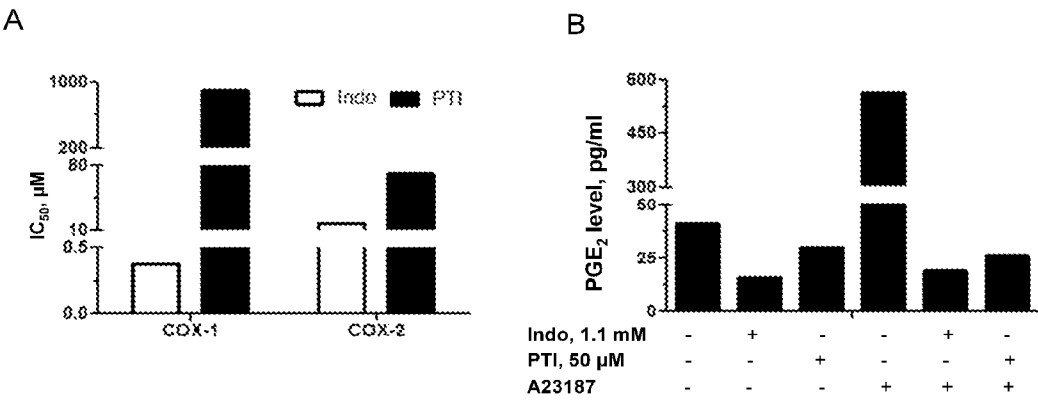 A
B
IC50, µM
1000
200
80
10
0.5
0.0
Indo
PTI
COX-1
COX-2
PGE2 level, pg/ml
600
450
300
50
25
0
Indo, 1.1 mM - + - - + -
PTI, 50 µM - - + - - +
A23187 - - - + + +